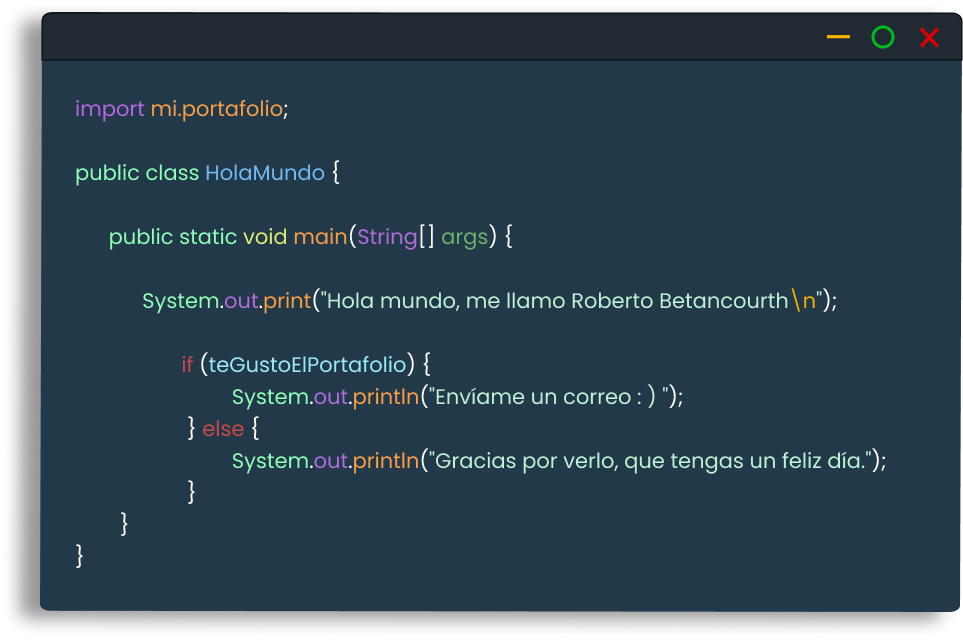 import mi.portafolio;
public class HolaMundo {
public static void main(String[] args) {
System.out.print("Hola mundo, me llamo Roberto Betancourth\n");
if (teGustoElPortafolio) {
System.out.println("Envíame un correo : ) ");
} else {
System.out.println("Gracias por verlo, que tengas un feliz día.");
}
}
}